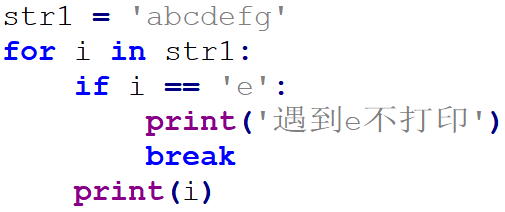 str1 = 'abcdefg'
for i in str1:
    if i == 'e':
        print('遇到e不打印')
        break
    print(i)